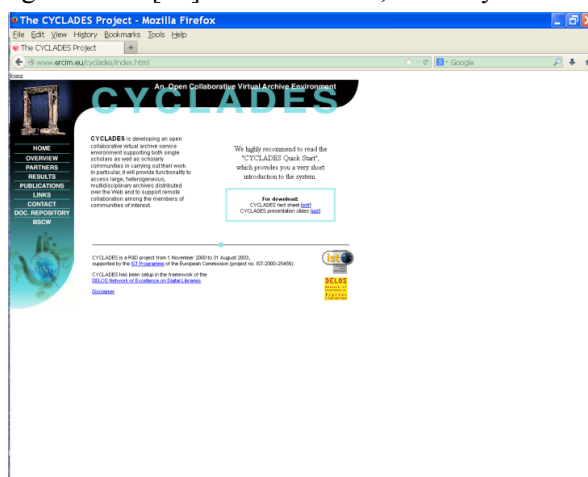 The CYCLADES Project - Mozilla Firefox
File Edit View History Bookmarks Tools Help
The CYCLADES Project
www.ercim.eu/cyclades/index.html
Google
An Open Collaborative Virtual Archive Environment
CYCLADES
HOME
OVERVIEW
PARTNERS
RESULTS
PUBLICATIONS
LINKS
CONTACT
DOC. REPOSITORY
BSCW
CYCLADES is developing an open
collaborative virtual archive service
environment supporting both single
scholars as well as scholarly
communities in carrying out their work.
In particular, it will provide functionality to
access large, heterogeneous,
multidisciplinary archives distributed
over the Web and to support remote
collaboration among the members of
communities of interest.
We highly recommend to read the
"CYCLADES Quick Start",
which provides you a very short
introduction to the system.
For download:
CYCLADES fact sheet [pdf]
CYCLADES presentation slides [ppt]
CYCLADES is a R&D project from 1 November 2000 to 31 August 2003,
supported by the IST Programme of the European Commission (project no. IST-2000-25456).
CYCLADES has been setup in the framework of the
DELOS Network of Excellence on Digital Libraries
Disclaimer
ist
DELOS